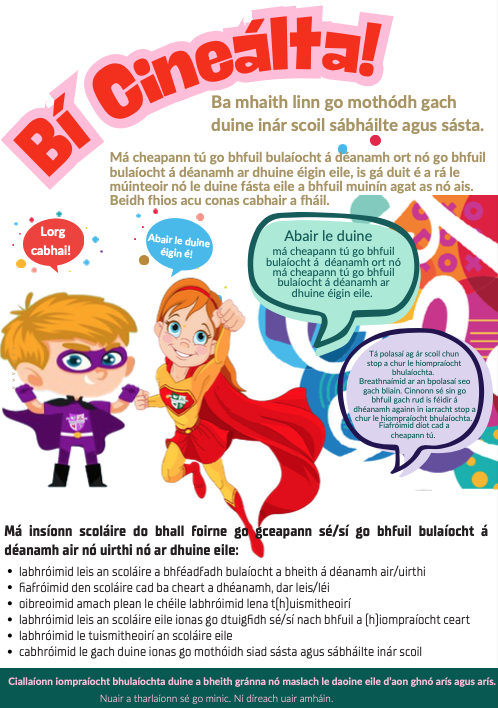 Bí Cineálta!
Ba mhaith linn go mothódh gach
duine inár scoil sábháilte agus sásta.
Má cheapann tú go bhfuil bulaíocht á déanamh ort nó go bhfuil
bulaíocht á déanamh ar dhuine éigin eile, is gá duit é a rá le
múinteoir nó le duine fásta eile a bhfuil muinín agat as nó ais.
Beidh fhios acu conas cabhair a fháil.
Lorg
cabhai!
Abair le duine
éigin é!
Abair le duine
má cheapann tú go bhfuil
bulaíocht á déanamh ort nó
má cheapann tú go bhfuil
bulaíocht á déanamh ar
dhuine éigin eile.
Tá polasaí ag ár scoil chun
stop a chur le hiompraíocht
bhulaíochta.
Breathnaímid ar an bpolasaí seo
gach bliain. Cinnonn sé sin go
bhfuil gach rud is féidir á
dhéanamh againn in iarracht stop a
chur le hiompraíocht bhulaíochta.
Fiafróimid díot cad a
cheapann tú.
Má insíonn scoláire do bhall foirne go gceapann sé/sí go bhfuil bulaíocht á
déanamh air nó uirthi nó ar dhuine eile:
• labhróimid leis an scoláire a bhféadfadh bulaíocht a bheith á déanamh air/uirthi
• fiafróimid den scoláire cad ba cheart a dhéanamh, dar leis/léi
• oibreoimid amach plean le chéile labhróimid lena t(h)uismitheoirí
• labhróimid leis an scoláire eile ionas go dtuigfidh sé/sí nach bhfuil a (h)iompraíocht ceart
• labhróimid le tuismitheoirí an scoláire eile
• cabhróimid le gach duine ionas go mothóidh siad sásta agus sábháilte inár scoil
Ciallaíonn iompraíocht bhulaíochta duine a bheith gránna nó maslach le daoine eile d'aon ghnó arís agus arís.
Nuair a tharlaíonn sé go minic. Ní díreach uair amháin.